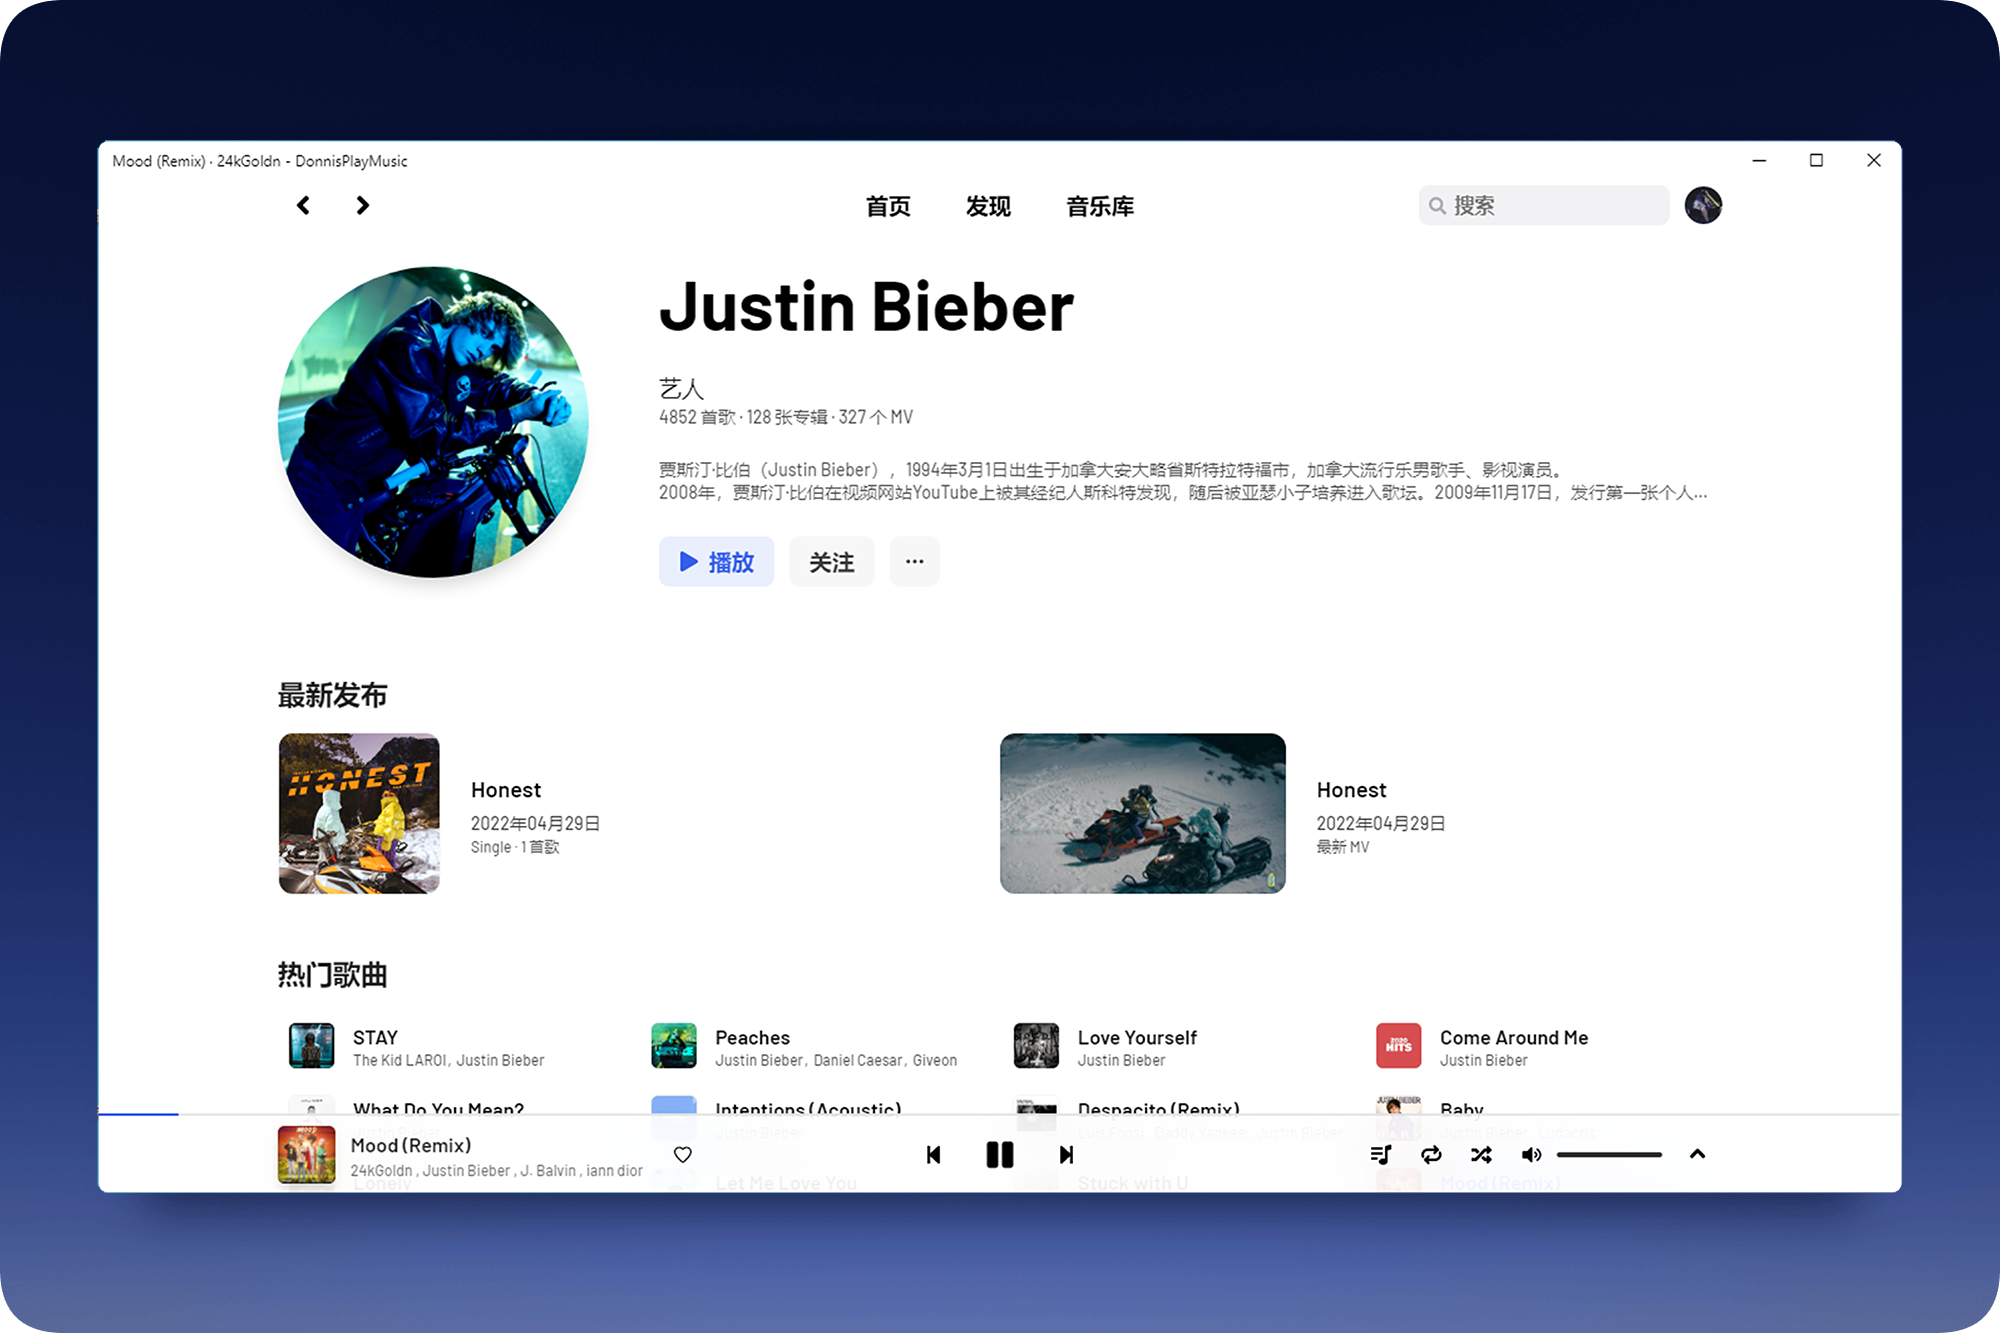 Mood (Remix) · 24kGoldn - DonnisPlayMusic
首页 发现 音乐库 搜索
Justin Bieber
艺人
4852 首歌 · 128 张专辑 · 327 个 MV
贾斯汀·比伯（Justin Bieber），1994年3月1日出生于加拿大安大略省斯特拉特福市，加拿大流行乐男歌手、影视演员。
2008年，贾斯汀·比伯在视频网站YouTube上被其经纪人斯科特发现，随后被亚瑟小子培养进入歌坛。2009年11月17日，发行第一张个人...
播放 关注 ...
最新发布
HONEST
Honest
2022年04月29日
Single · 1 首歌
Honest
2022年04月29日
最新 MV
热门歌曲
STAY
The Kid LAROI, Justin Bieber
Peaches
Justin Bieber, Daniel Caesar, Giveon
Love Yourself
Justin Bieber
2020
HITS
Come Around Me
Justin Bieber
What Do You Mean?
Justin Bieber
Intentions (Acoustic)
Justin Bieber
Despacito (Remix)
Luis Fonsi, Daddy Yankee, Justin Bieber
JUSTIN BIEBER
Baby
Justin Bieber, Ludacris
MOOD
Mood (Remix)
24kGoldn , Justin Bieber , J. Balvin , iann dior
Lonely
Let Me Love You
Stuck with U
Mood (Remix)